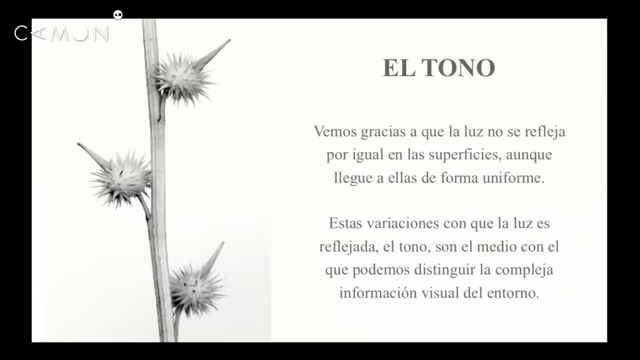 CAMON
EL TONO
Vemos gracias a que la luz no se refleja
por igual en las superficies, aunque
llegue a ellas de forma uniforme.
Estas variaciones con que la luz es
reflejada, el tono, son el medio con el
que podemos distinguir la compleja
información visual del entorno.